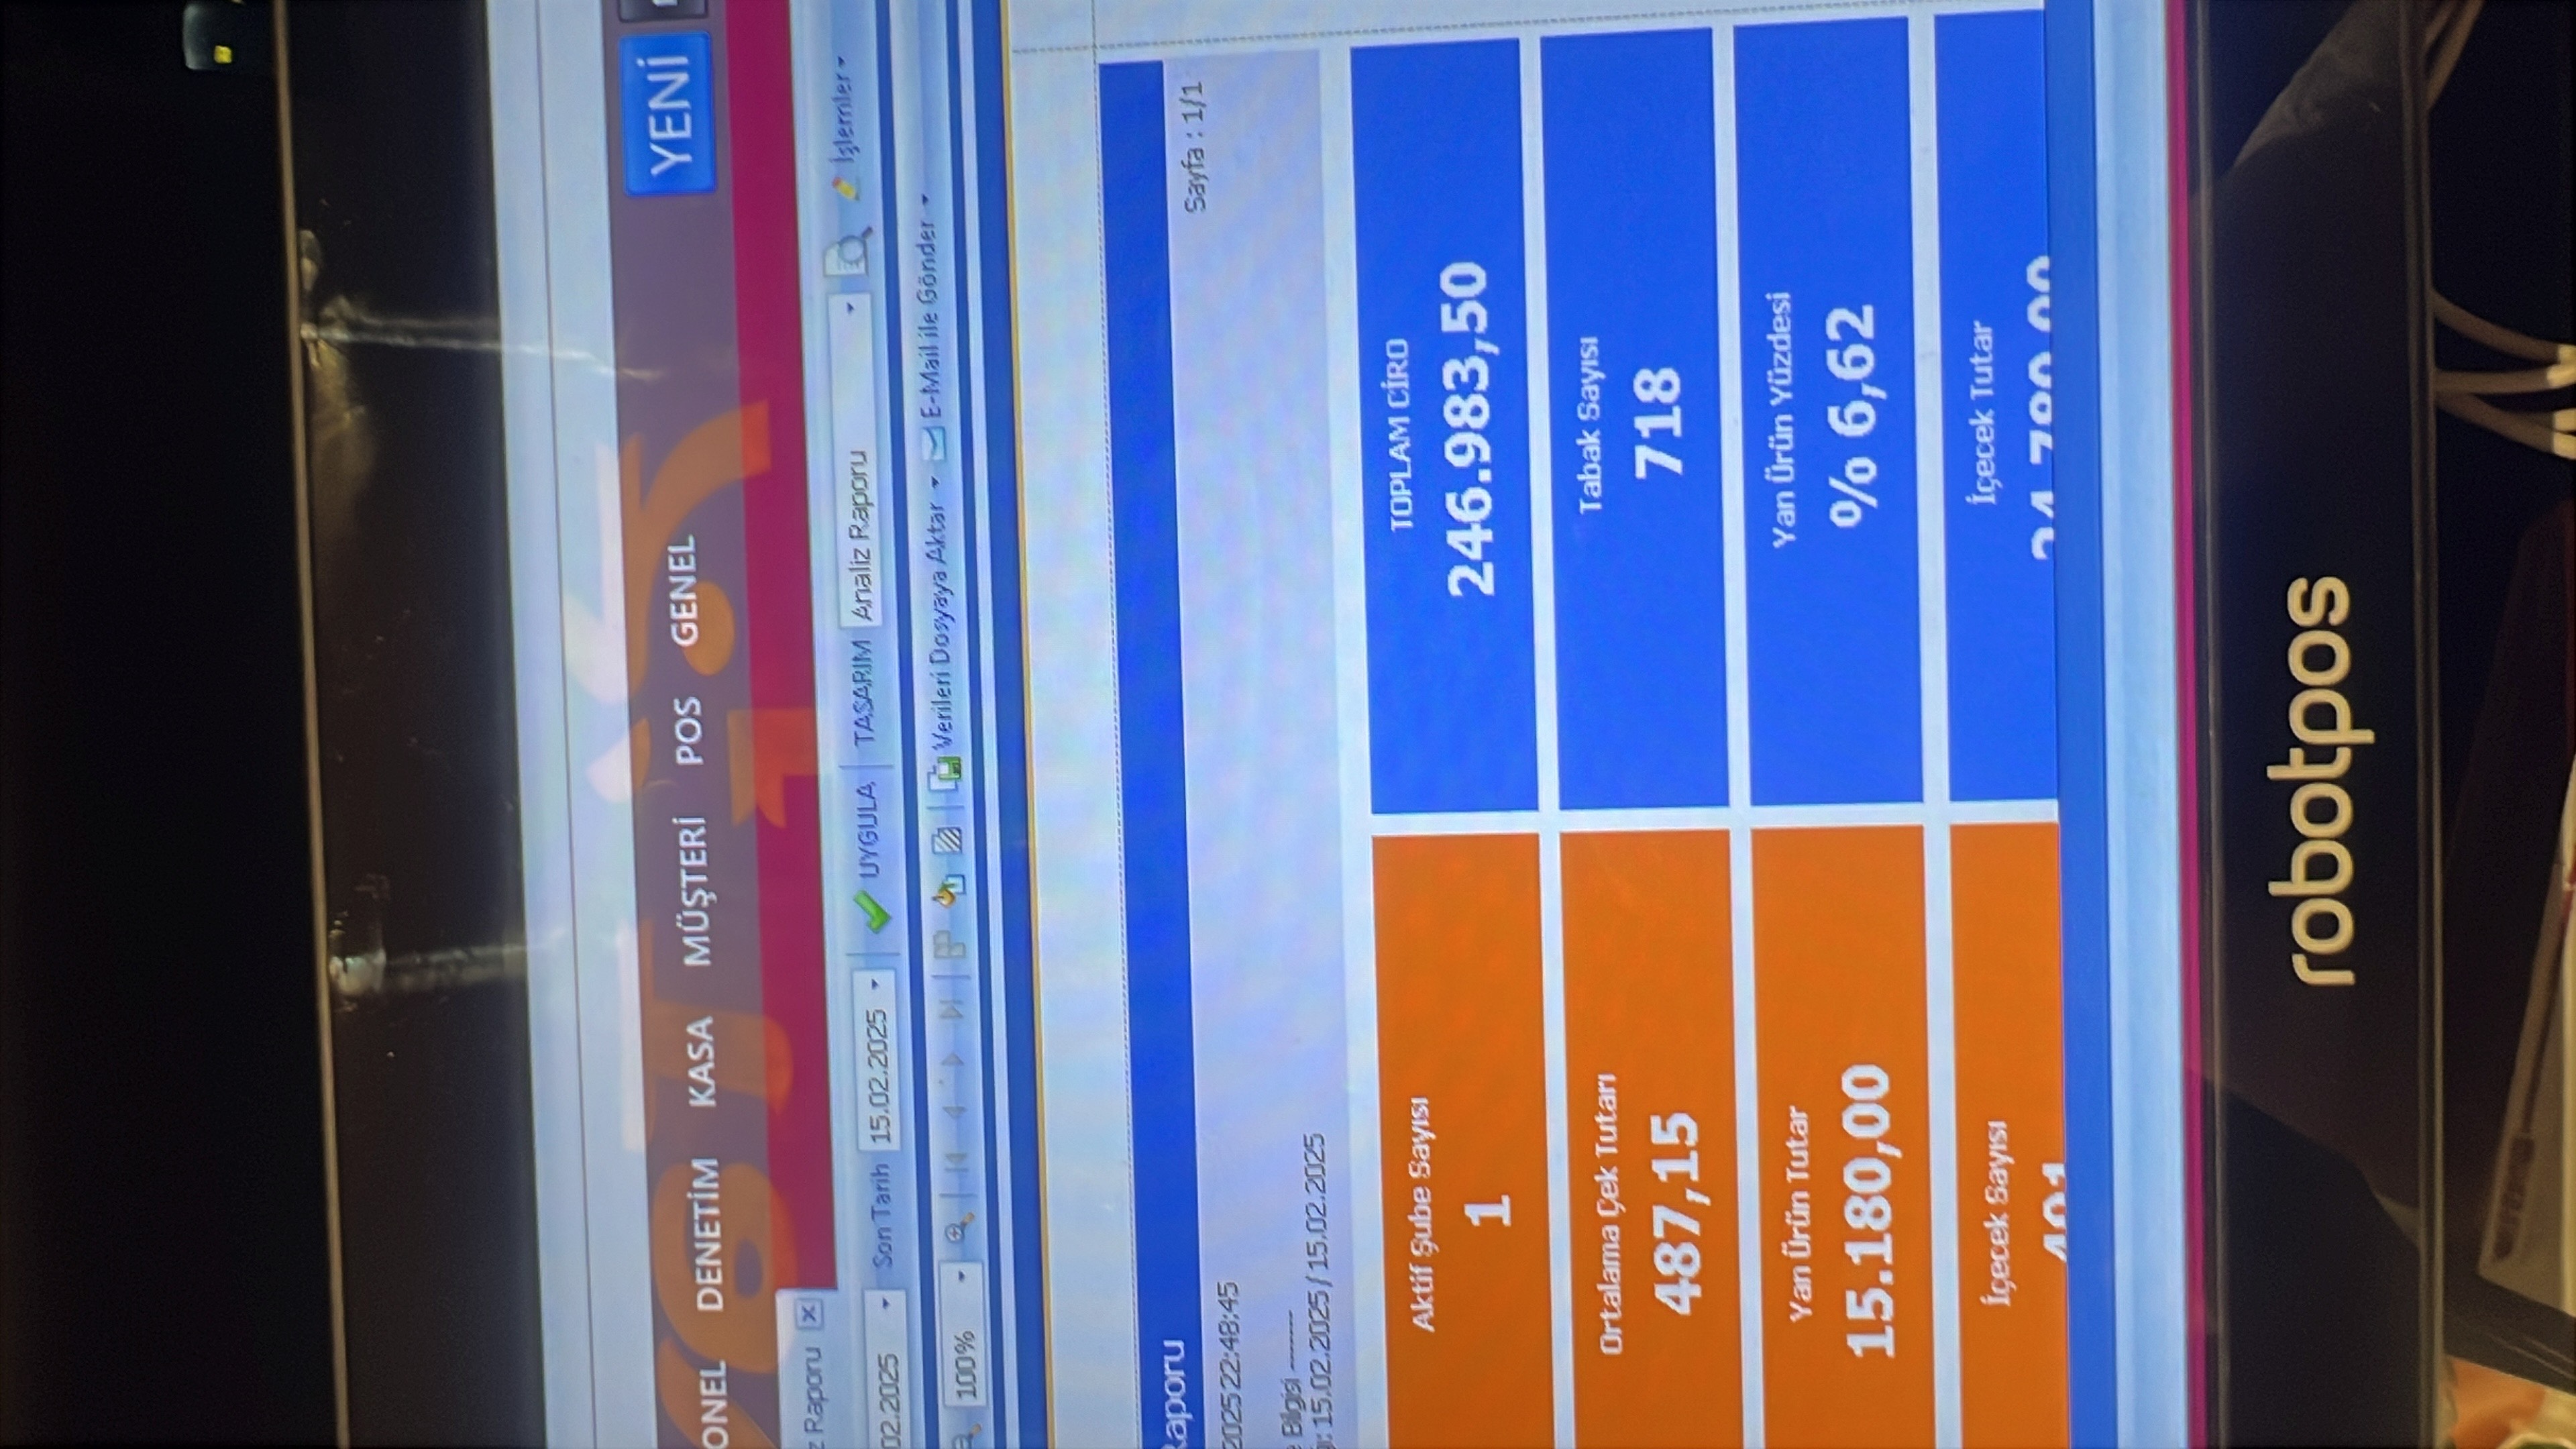 ONEL DENETİM KASA MÜŞTERİ POS GENEL YENİ
z Raporu
02.2025 Son Tarih 15.02.2025 UYGULA TASARIM Analiz Raporu İşlemler
100% Verileri Dosyaya Aktar E-Mail ile Gönder
Raporu
2025 22:48:45 Sayfa : 1/1
e Bilgisi -------
ği: 15.02.2025 / 15.02.2025
Aktif Şube Sayısı
1
TOPLAM CİRO
246.983,50
Ortalama Çek Tutarı
487,15
Tabak Sayısı
718
Yan Ürün Tutar
15.180,00
Yan Ürün Yüzdesi
% 6,62
İçecek Sayısı
İçecek Tutar
robotpos